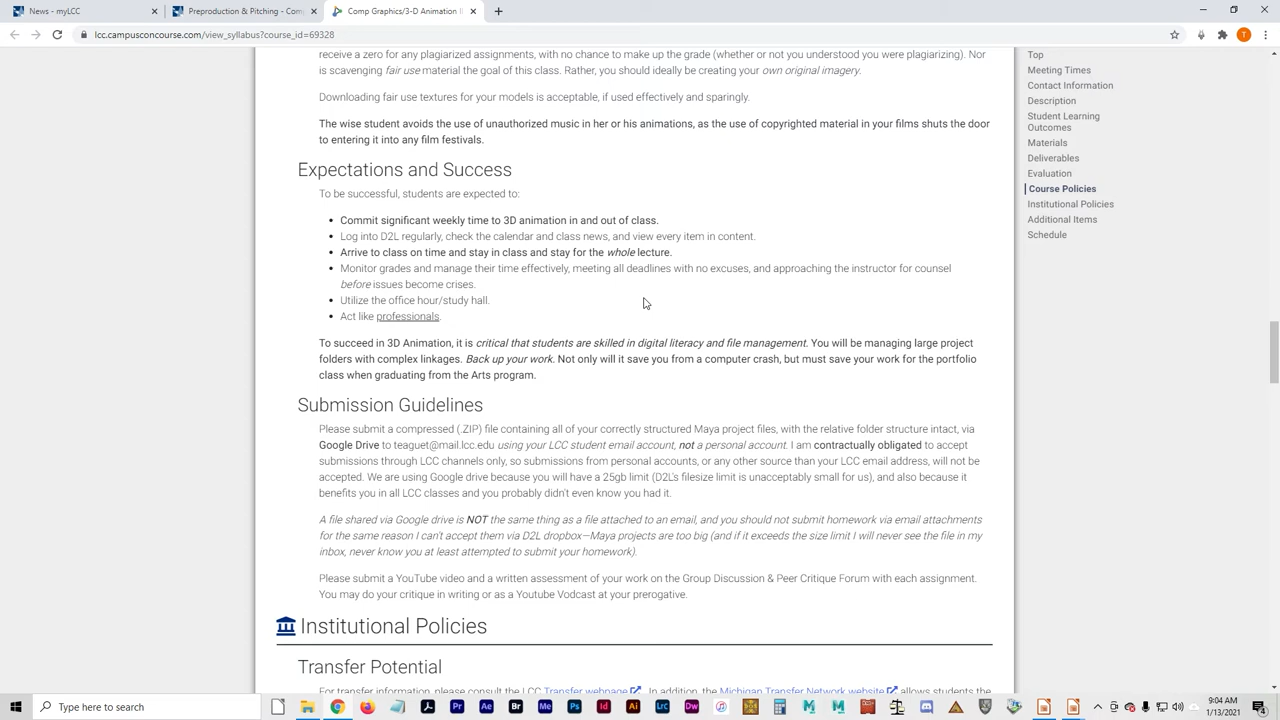 News - myLCC
Preproduction & Pitching - Com
Comp Graphics/3-D Animation I
lcc.campusconcourse.com/view_syllabus?course_id=69328
receive a zero for any plagiarized assignments, with no chance to make up the grade (whether or not you understood you were plagiarizing). Nor
is scavenging fair use material the goal of this class. Rather, you should ideally be creating your own original imagery.
Downloading fair use textures for your models is acceptable, if used effectively and sparingly.
The wise student avoids the use of unauthorized music in her or his animations, as the use of copyrighted material in your films shuts the door
to entering it into any film festivals.
Expectations and Success
To be successful, students are expected to:
• Commit significant weekly time to 3D animation in and out of class.
• Log into D2L regularly, check the calendar and class news, and view every item in content.
• Arrive to class on time and stay in class and stay for the whole lecture.
• Monitor grades and manage their time effectively, meeting all deadlines with no excuses, and approaching the instructor for counsel
before issues become crises.
• Utilize the office hour/study hall.
• Act like professionals.
To succeed in 3D Animation, it is critical that students are skilled in digital literacy and file management. You will be managing large project
folders with complex linkages. Back up your work. Not only will it save you from a computer crash, but must save your work for the portfolio
class when graduating from the Arts program.
Submission Guidelines
Please submit a compressed (.ZIP) file containing all of your correctly structured Maya project files, with the relative folder structure intact, via
Google Drive to teaguet@mail.lcc.edu using your LCC student email account, not a personal account. I am contractually obligated to accept
submissions through LCC channels only, so submissions from personal accounts, or any other source than your LCC email address, will not be
accepted. We are using Google drive because you will have a 25gb limit (D2L's filesize limit is unacceptably small for us), and also because it
benefits you in all LCC classes and you probably didn't even know you had it.
A file shared via Google drive is NOT the same thing as a file attached to an email, and you should not submit homework via email attachments
for the same reason I can't accept them via D2L dropbox—Maya projects are too big (and if it exceeds the size limit I will never see the file in my
inbox, never know you at least attempted to submit your homework).
Please submit a YouTube video and a written assessment of your work on the Group Discussion & Peer Critique Forum with each assignment.
You may do your critique in writing or as a Youtube Vodcast at your prerogative.
Institutional Policies
Transfer Potential
For transfer information, please consult the LCC Transfer webpage. In addition, the Michigan Transfer Network website allows students the
Top
Meeting Times
Contact Information
Description
Student Learning
Outcomes
Materials
Deliverables
Evaluation
Course Policies
Institutional Policies
Additional Items
Schedule
Type here to search
9:04 AM
1/13/2021